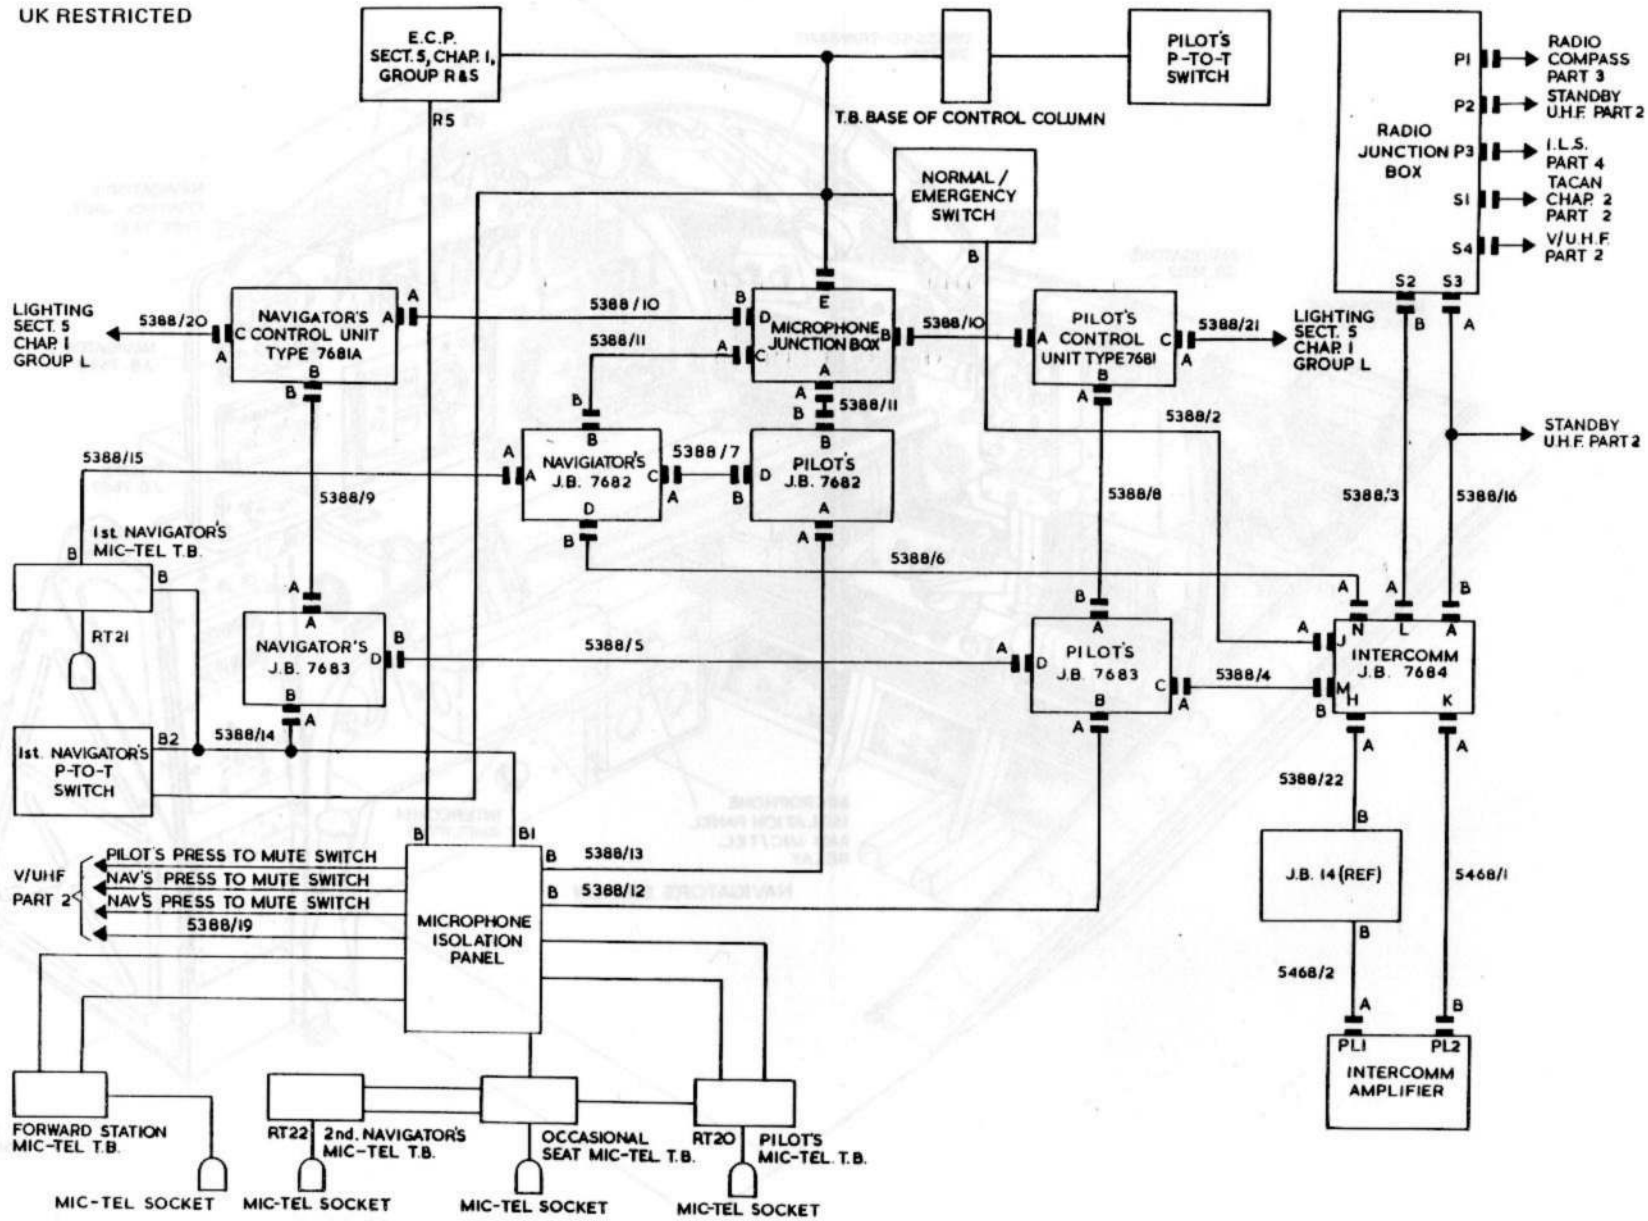 UK RESTRICTED
E.C.P.
SECT. 5, CHAP. 1,
GROUP R & S
R5
T.B. BASE OF CONTROL COLUMN
PILOT'S
P-TO-T
SWITCH
RADIO
JUNCTION
BOX
P1
P2
P3
S1
S4
S2
S3
B
A
RADIO
COMPASS
PART 3
STANDBY
U.H.F. PART 2
I.L.S.
PART 4
TACAN
CHAP. 2
PART 2
V/U.H.F.
PART 2
NORMAL/
EMERGENCY
SWITCH
B
LIGHTING
SECT. 5
CHAP. 1
GROUP L
5388/20
A
C
NAVIGATOR'S
CONTROL UNIT
TYPE 7681A
A
A
B
B
5388/10
B
D
5388/11
A
C
E
MICROPHONE
JUNCTION BOX
B
A
A
5388/10
A
PILOT'S
CONTROL
UNIT TYPE 7681
C
A
B
A
5388/21
LIGHTING
SECT. 5
CHAP. 1
GROUP L
B
5388/11
5388/2
STANDBY
U.H.F. PART 2
5388/15
A
A
B
B
NAVIGIATOR'S
J.B. 7682
C
A
D
B
5388/7
D
B
B
PILOT'S
J.B. 7682
A
A
5388/9
5388/8
5388/3
5388/16
1st. NAVIGATOR'S
MIC-TEL T.B.
B
B
RT21
5388/6
A
A
NAVIGATOR'S
J.B. 7683
D
B
B
A
5388/5
A
D
B
A
PILOT'S
J.B. 7683
B
A
C
A
5388/4
A
A
B
A
J
N
L
A
INTERCOMM
J.B. 7684
M
B
H
K
A
A
1st. NAVIGATOR'S
P-TO-T
SWITCH
B2
5388/14
5388/22
B
J.B. 14 (REF)
B
5468/1
5468/2
A
B
PL1
PL2
INTERCOMM
AMPLIFIER
V/UHF
PART 2
PILOT'S PRESS TO MUTE SWITCH
NAV'S PRESS TO MUTE SWITCH
NAV'S PRESS TO MUTE SWITCH
5388/19
B
B1
B
5388/13
B
5388/12
MICROPHONE
ISOLATION
PANEL
FORWARD STATION
MIC-TEL T.B.
MIC-TEL SOCKET
RT22
2nd. NAVIGATOR'S
MIC-TEL T.B.
MIC-TEL SOCKET
OCCASIONAL
SEAT MIC-TEL T.B.
MIC-TEL SOCKET
RT20
PILOT'S
MIC-TEL. T.B.
MIC-TEL SOCKET